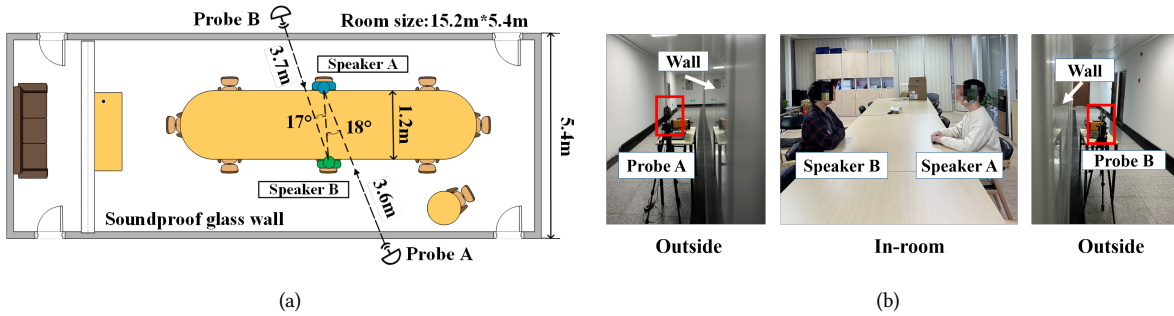 Probe B
Room size:15.2m*5.4m
3.7m
Speaker A
17°
18°
1.2m
5.4m
Speaker B
3.6m
Soundproof glass wall
Probe A
(a)
Wall
Probe A
Outside
Speaker B
Speaker A
In-room
Wall
Probe B
Outside
(b)